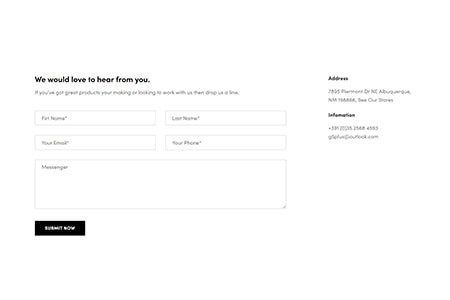 We would love to hear from you.
If you've got great products your making or looking to work with us then drop us a line.
Firt Name*
Last Name*
Your Email*
Your Phone*
Messenger
SUBMIT NOW
Address
7895 Piermont Dr NE Albuquerque,
NM 198866, See Our Stores
Infomation
+391 (0)35 2568 4593
g5plus@outlook.com